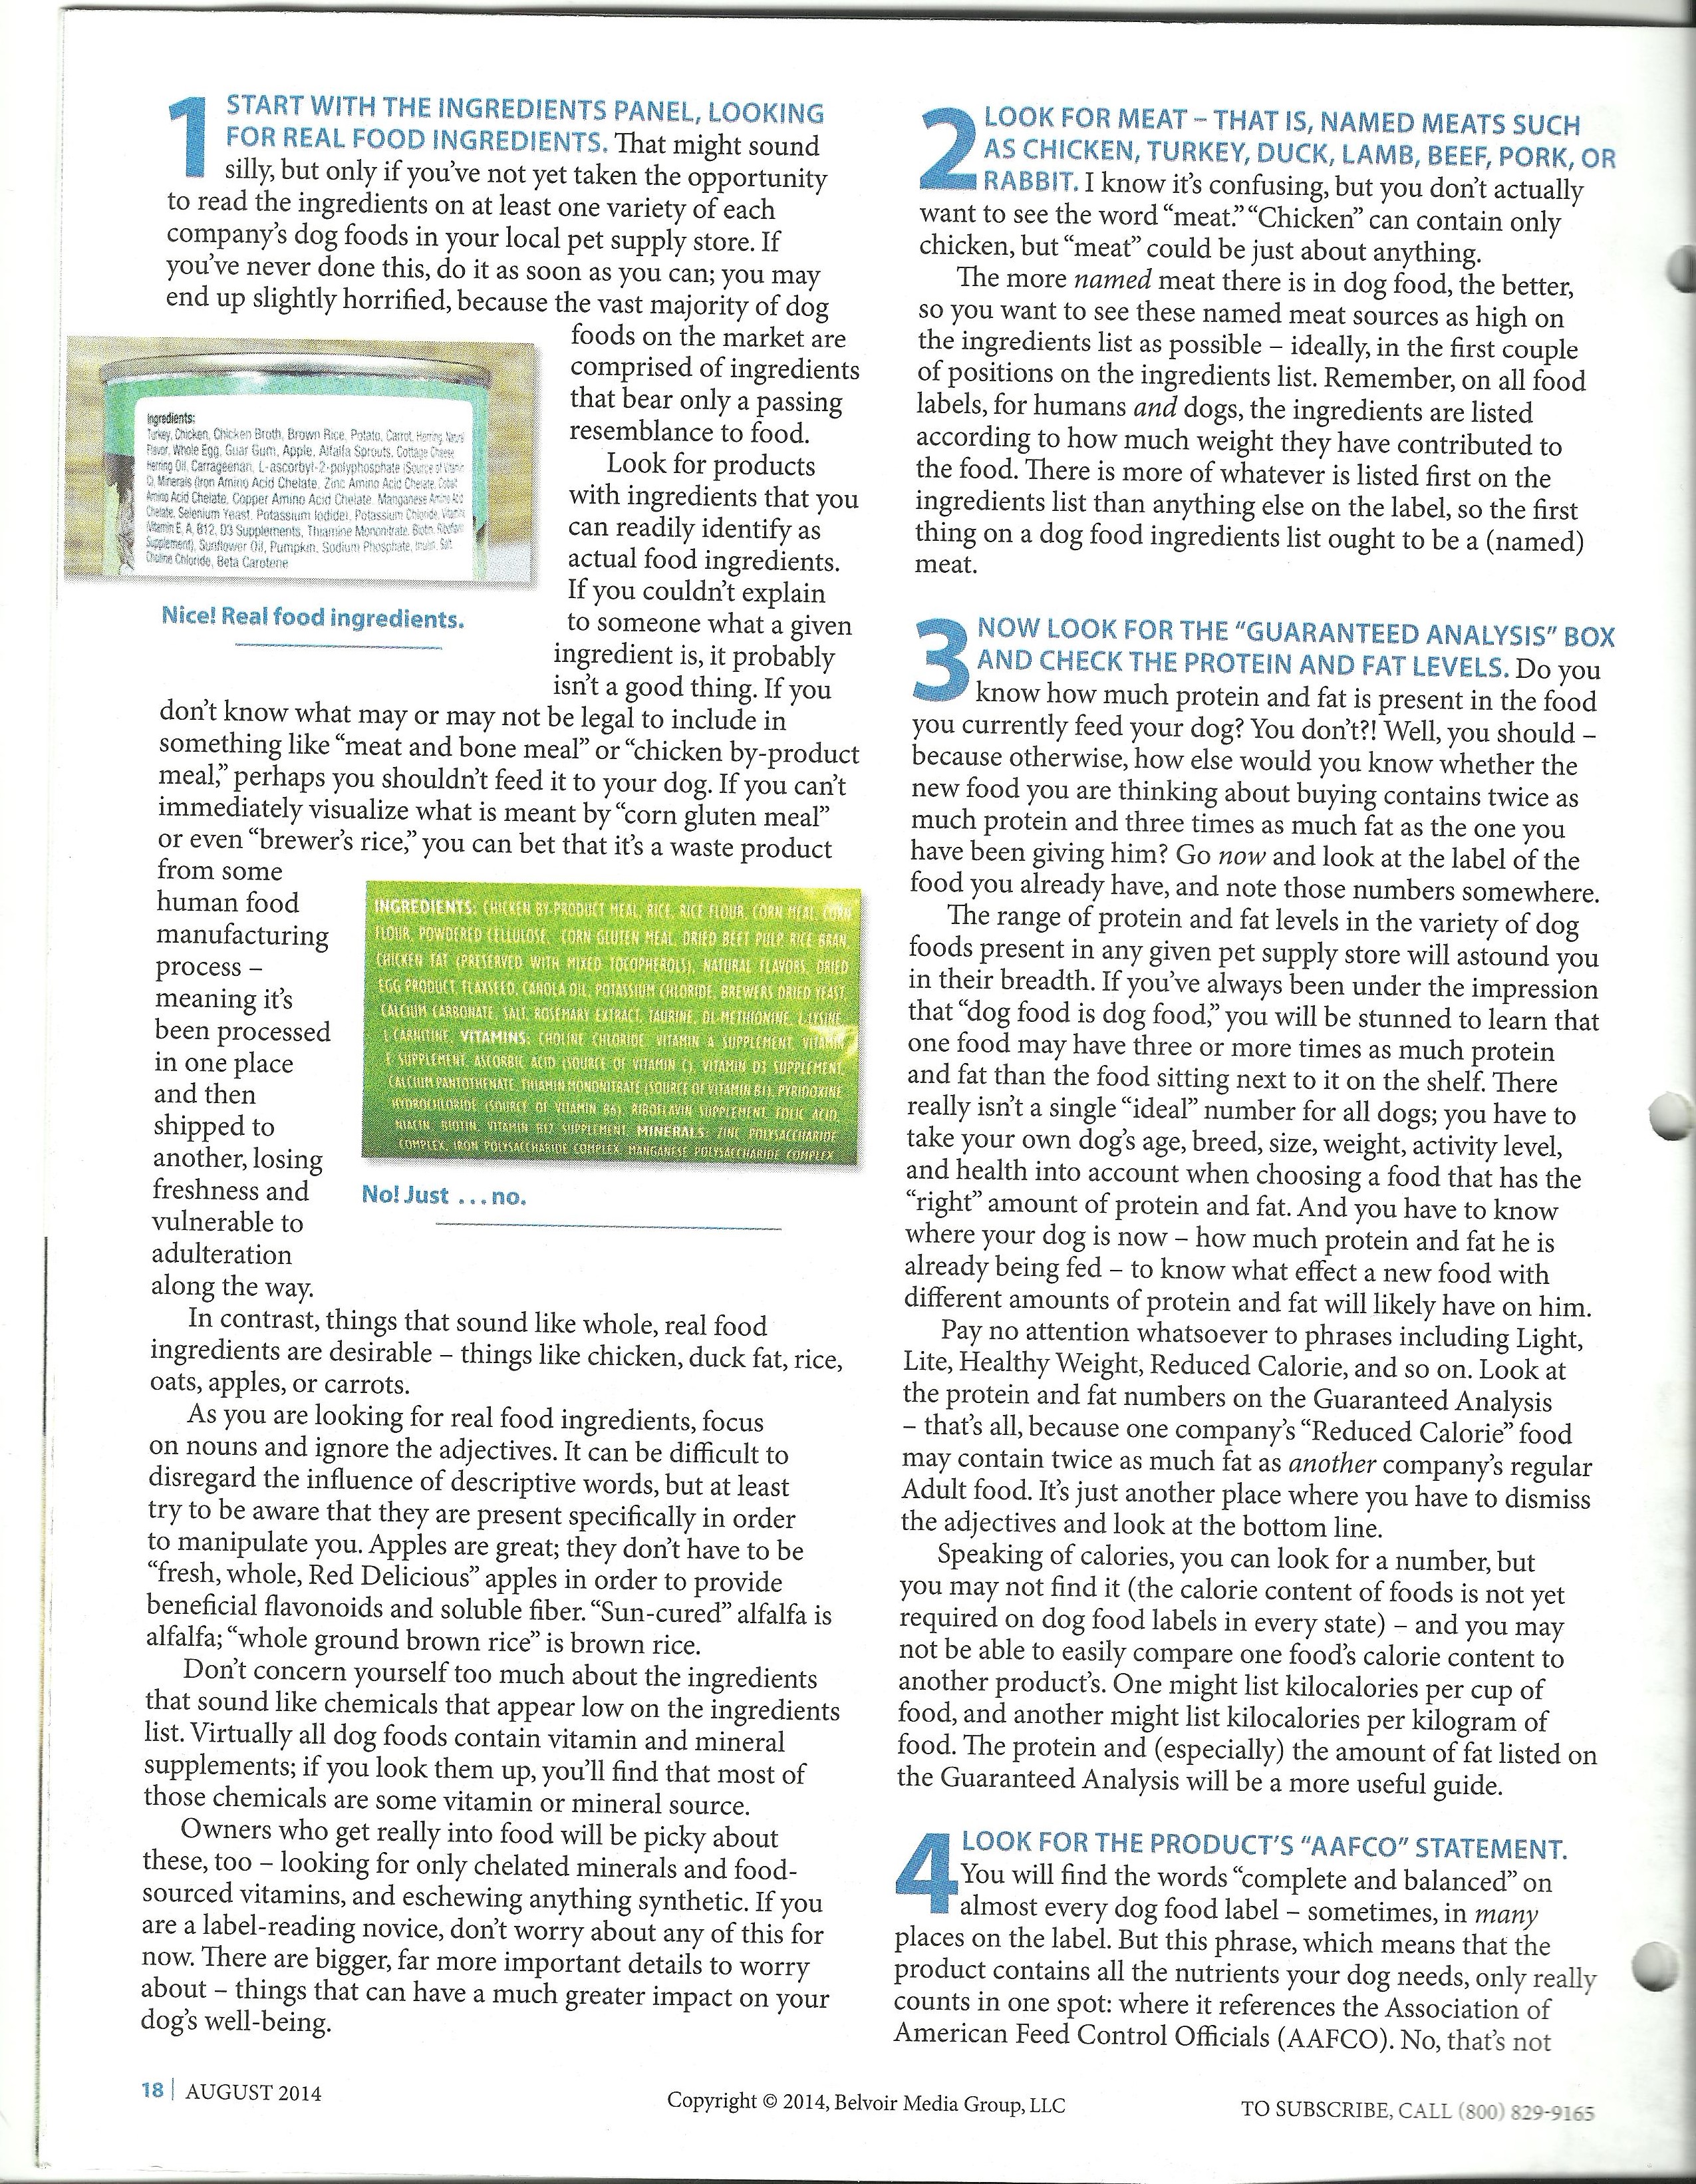 1 START WITH THE INGREDIENTS PANEL, LOOKING
FOR REAL FOOD INGREDIENTS. That might sound
silly, but only if you've not yet taken the opportunity
to read the ingredients on at least one variety of each
company's dog foods in your local pet supply store. If
you've never done this, do it as soon as you can; you may
end up slightly horrified, because the vast majority of dog
foods on the market are
comprised of ingredients
that bear only a passing
resemblance to food.
Look for products
with ingredients that you
can readily identify as
actual food ingredients.
If you couldn't explain
to someone what a given
ingredient is, it probably
isn't a good thing. If you
Ingredients:
Turkey, Chicken, Chicken Broth, Brown Rice, Potato, Carrot, Herring, Natural
Flavor, Whole Egg, Guar Gum, Apple, Alfalfa Sprouts, Cottage Cheese
Herring Oil, Carrageenan, L-ascorbyl-2-polyphosphate (Source of Vitamin
C), Minerals (Iron Amino Acid Chelate, Zinc Amino Acid Chelate, Cobalt
Amino Acid Chelate, Copper Amino Acid Chelate, Manganese Amino Acid
Chelate, Selenium Yeast, Potassium Iodide), Potassium Chloride, Vitamins
Vitamin E, A, B12, D3 Supplements, Thiamine Mononitrate, Biotin, Riboflavin
Supplement), Sunflower Oil, Pumpkin, Sodium Phosphate, Inulin, Salt
Choline Chloride, Beta Carotene
Nice! Real food ingredients.
don't know what may or may not be legal to include in
something like "meat and bone meal" or "chicken by-product
meal," perhaps you shouldn't feed it to your dog. If you can't
immediately visualize what is meant by "corn gluten meal"
or even "brewer's rice," you can bet that it's a waste product
from some
human food
manufacturing
process –
meaning it's
been processed
in one place
and then
shipped to
another, losing
freshness and
vulnerable to
adulteration
along the way.
INGREDIENTS: CHICKEN BY-PRODUCT MEAL, RICE, RICE FLOUR, CORN MEAL, CORN
FLOUR, POWDERED CELLULOSE, CORN GLUTEN MEAL, DRIED BEET PULP, RICE BRAN,
CHICKEN FAT (PRESERVED WITH MIXED TOCOPHEROLS), NATURAL FLAVORS, DRIED
EGG PRODUCT, FLAXSEED, CANOLA OIL, POTASSIUM CHLORIDE, BREWERS DRIED YEAST,
CALCIUM CARBONATE, SALT, ROSEMARY EXTRACT, TAURINE, DL-METHIONINE, L-LYSINE,
L-CARNITINE, VITAMINS: CHOLINE CHLORIDE, VITAMIN A SUPPLEMENT, VITAMIN
E SUPPLEMENT, ASCORBIC ACID (SOURCE OF VITAMIN C), VITAMIN D3 SUPPLEMENT,
CALCIUM PANTOTHENATE, THIAMIN MONONITRATE (SOURCE OF VITAMIN B1), PYRIDOXINE
HYDROCHLORIDE (SOURCE OF VITAMIN B6), RIBOFLAVIN SUPPLEMENT, FOLIC ACID,
NIACIN, BIOTIN, VITAMIN B12 SUPPLEMENT, MINERALS: ZINC POLYSACCHARIDE
COMPLEX, IRON POLYSACCHARIDE COMPLEX, MANGANESE POLYSACCHARIDE COMPLEX
No! Just . . . no.
In contrast, things that sound like whole, real food
ingredients are desirable – things like chicken, duck fat, rice,
oats, apples, or carrots.
As you are looking for real food ingredients, focus
on nouns and ignore the adjectives. It can be difficult to
disregard the influence of descriptive words, but at least
try to be aware that they are present specifically in order
to manipulate you. Apples are great; they don't have to be
"fresh, whole, Red Delicious" apples in order to provide
beneficial flavonoids and soluble fiber. "Sun-cured" alfalfa is
alfalfa; "whole ground brown rice" is brown rice.
Don't concern yourself too much about the ingredients
that sound like chemicals that appear low on the ingredients
list. Virtually all dog foods contain vitamin and mineral
supplements; if you look them up, you'll find that most of
those chemicals are some vitamin or mineral source.
Owners who get really into food will be picky about
these, too – looking for only chelated minerals and food-
sourced vitamins, and eschewing anything synthetic. If you
are a label-reading novice, don't worry about any of this for
now. There are bigger, far more important details to worry
about – things that can have a much greater impact on your
dog's well-being.
2 LOOK FOR MEAT – THAT IS, NAMED MEATS SUCH
AS CHICKEN, TURKEY, DUCK, LAMB, BEEF, PORK, OR
RABBIT. I know it's confusing, but you don't actually
want to see the word "meat." "Chicken" can contain only
chicken, but "meat" could be just about anything.
The more named meat there is in dog food, the better,
so you want to see these named meat sources as high on
the ingredients list as possible – ideally, in the first couple
of positions on the ingredients list. Remember, on all food
labels, for humans and dogs, the ingredients are listed
according to how much weight they have contributed to
the food. There is more of whatever is listed first on the
ingredients list than anything else on the label, so the first
thing on a dog food ingredients list ought to be a (named)
meat.
3 NOW LOOK FOR THE "GUARANTEED ANALYSIS" BOX
AND CHECK THE PROTEIN AND FAT LEVELS. Do you
know how much protein and fat is present in the food
you currently feed your dog? You don't?! Well, you should –
because otherwise, how else would you know whether the
new food you are thinking about buying contains twice as
much protein and three times as much fat as the one you
have been giving him? Go now and look at the label of the
food you already have, and note those numbers somewhere.
The range of protein and fat levels in the variety of dog
foods present in any given pet supply store will astound you
in their breadth. If you've always been under the impression
that "dog food is dog food," you will be stunned to learn that
one food may have three or more times as much protein
and fat than the food sitting next to it on the shelf. There
really isn't a single "ideal" number for all dogs; you have to
take your own dog's age, breed, size, weight, activity level,
and health into account when choosing a food that has the
"right" amount of protein and fat. And you have to know
where your dog is now – how much protein and fat he is
already being fed – to know what effect a new food with
different amounts of protein and fat will likely have on him.
Pay no attention whatsoever to phrases including Light,
Lite, Healthy Weight, Reduced Calorie, and so on. Look at
the protein and fat numbers on the Guaranteed Analysis
– that's all, because one company's "Reduced Calorie" food
may contain twice as much fat as another company's regular
Adult food. It's just another place where you have to dismiss
the adjectives and look at the bottom line.
Speaking of calories, you can look for a number, but
you may not find it (the calorie content of foods is not yet
required on dog food labels in every state) – and you may
not be able to easily compare one food's calorie content to
another product's. One might list kilocalories per cup of
food, and another might list kilocalories per kilogram of
food. The protein and (especially) the amount of fat listed on
the Guaranteed Analysis will be a more useful guide.
4 LOOK FOR THE PRODUCT'S "AAFCO" STATEMENT.
You will find the words "complete and balanced" on
almost every dog food label – sometimes, in many
places on the label. But this phrase, which means that the
product contains all the nutrients your dog needs, only really
counts in one spot: where it references the Association of
American Feed Control Officials (AAFCO). No, that's not
18 | AUGUST 2014
Copyright © 2014, Belvoir Media Group, LLC
TO SUBSCRIBE, CALL (800) 829-9165